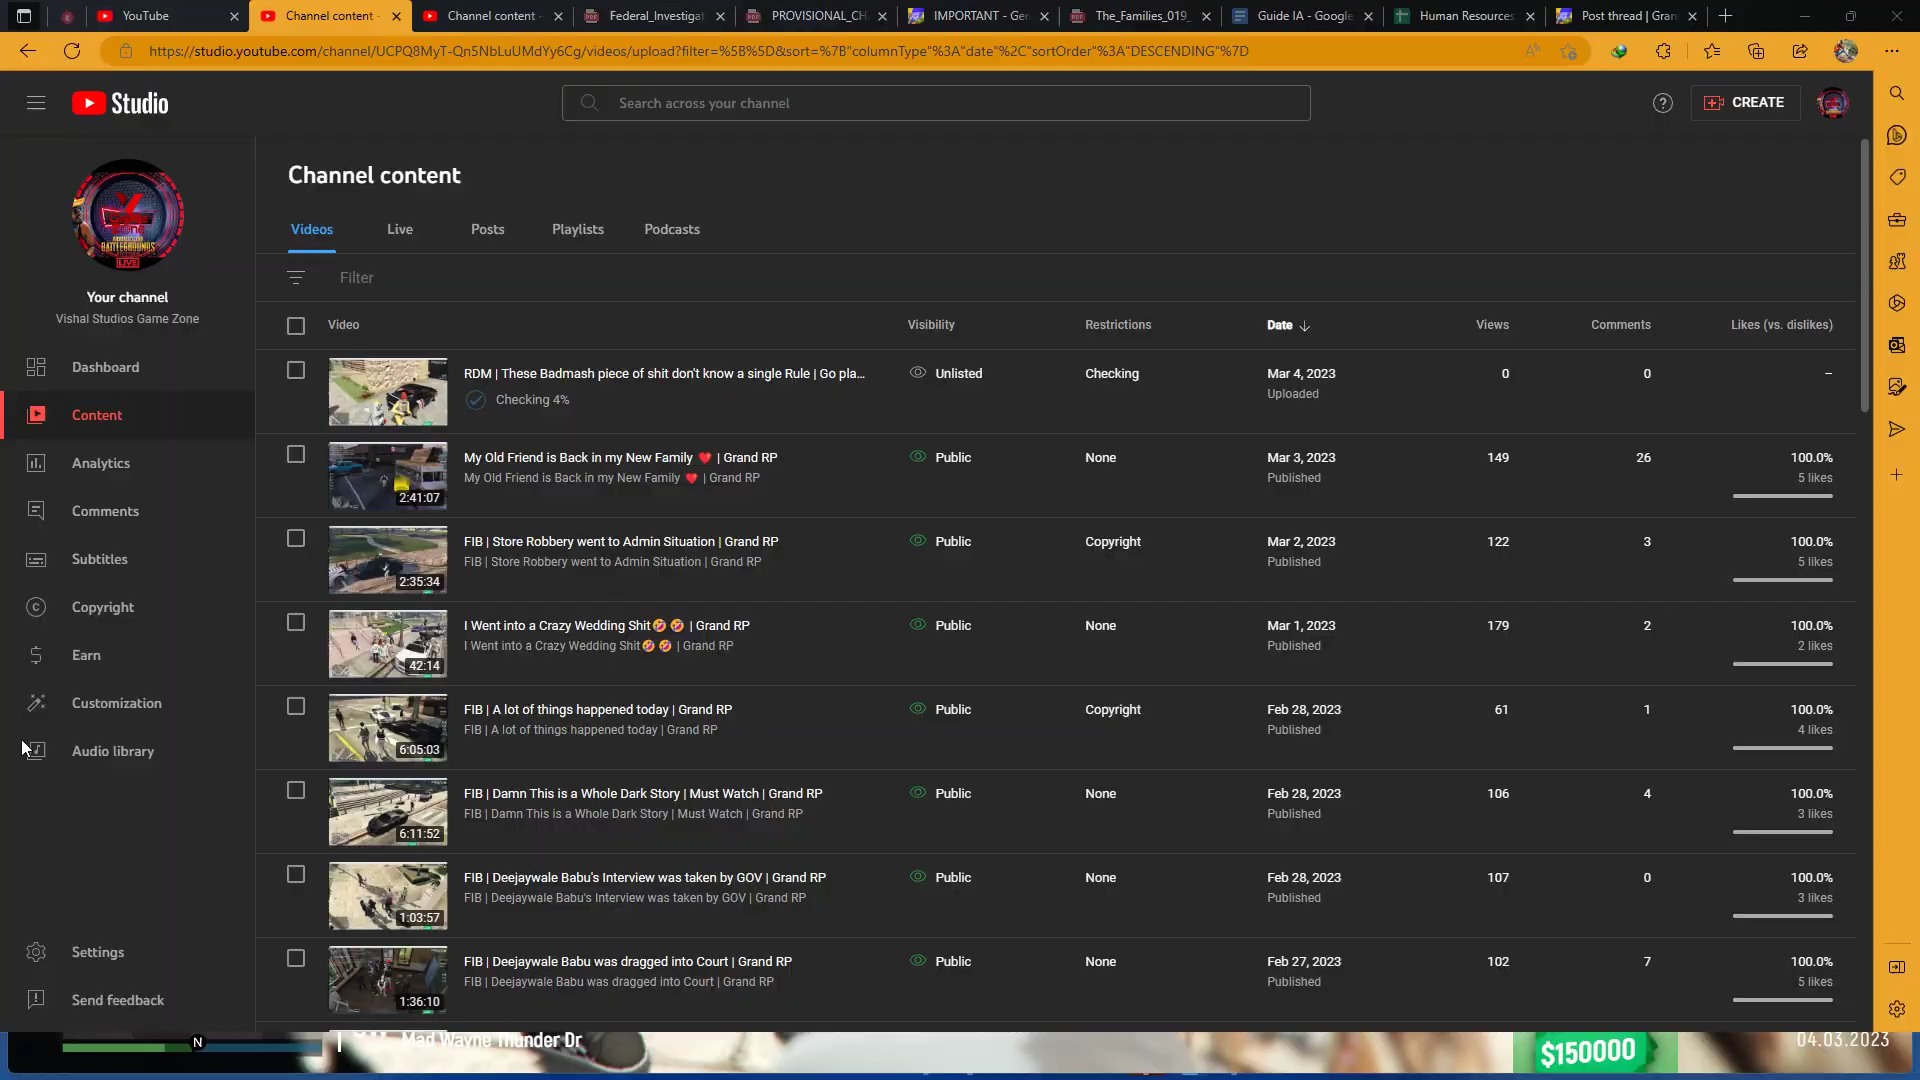 YouTube
Channel content -
Channel content -
Federal_Investigat
PROVISIONAL_CH
IMPORTANT - Gen
The_Families_019_
Guide IA - Google
Human Resources
Post thread | Gran
https://studio.youtube.com/channel/UCPQ8MyT-Qn5NbLuUMdYy6Cg/videos/upload?filter=%5B%5D&sort=%7B"columnType"%3A"date"%2C"sortOrder"%3A"DESCENDING"%7D
Studio
Search across your channel
CREATE
Your channel
Vishal Studios Game Zone
Dashboard
Content
Analytics
Comments
Subtitles
Copyright
Earn
Customization
Audio library
Settings
Send feedback
Channel content
Videos Live Posts Playlists Podcasts
Filter
Video Visibility Restrictions Date Views Comments Likes (vs. dislikes)
RDM | These Badmash piece of shit don't know a single Rule | Go pla... Unlisted Checking Mar 4, 2023 0 0 –
Checking 4% Uploaded
My Old Friend is Back in my New Family ❤️ | Grand RP Public None Mar 3, 2023 149 26 100.0%
2:41:07 My Old Friend is Back in my New Family ❤️ | Grand RP Published 5 likes
FIB | Store Robbery went to Admin Situation | Grand RP Public Copyright Mar 2, 2023 122 3 100.0%
2:35:34 FIB | Store Robbery went to Admin Situation | Grand RP Published 5 likes
I Went into a Crazy Wedding Shit🤣🤣 | Grand RP Public None Mar 1, 2023 179 2 100.0%
42:14 I Went into a Crazy Wedding Shit🤣🤣 | Grand RP Published 2 likes
FIB | A lot of things happened today | Grand RP Public Copyright Feb 28, 2023 61 1 100.0%
6:05:03 FIB | A lot of things happened today | Grand RP Published 4 likes
FIB | Damn This is a Whole Dark Story | Must Watch | Grand RP Public None Feb 28, 2023 106 4 100.0%
6:11:52 FIB | Damn This is a Whole Dark Story | Must Watch | Grand RP Published 3 likes
FIB | Deejaywale Babu's Interview was taken by GOV | Grand RP Public None Feb 28, 2023 107 0 100.0%
1:03:57 FIB | Deejaywale Babu's Interview was taken by GOV | Grand RP Published 3 likes
FIB | Deejaywale Babu was dragged into Court | Grand RP Public None Feb 27, 2023 102 7 100.0%
1:36:10 FIB | Deejaywale Babu was dragged into Court | Grand RP Published 5 likes
N
Mad Wayne Thunder Dr
$150000
04.03.2023